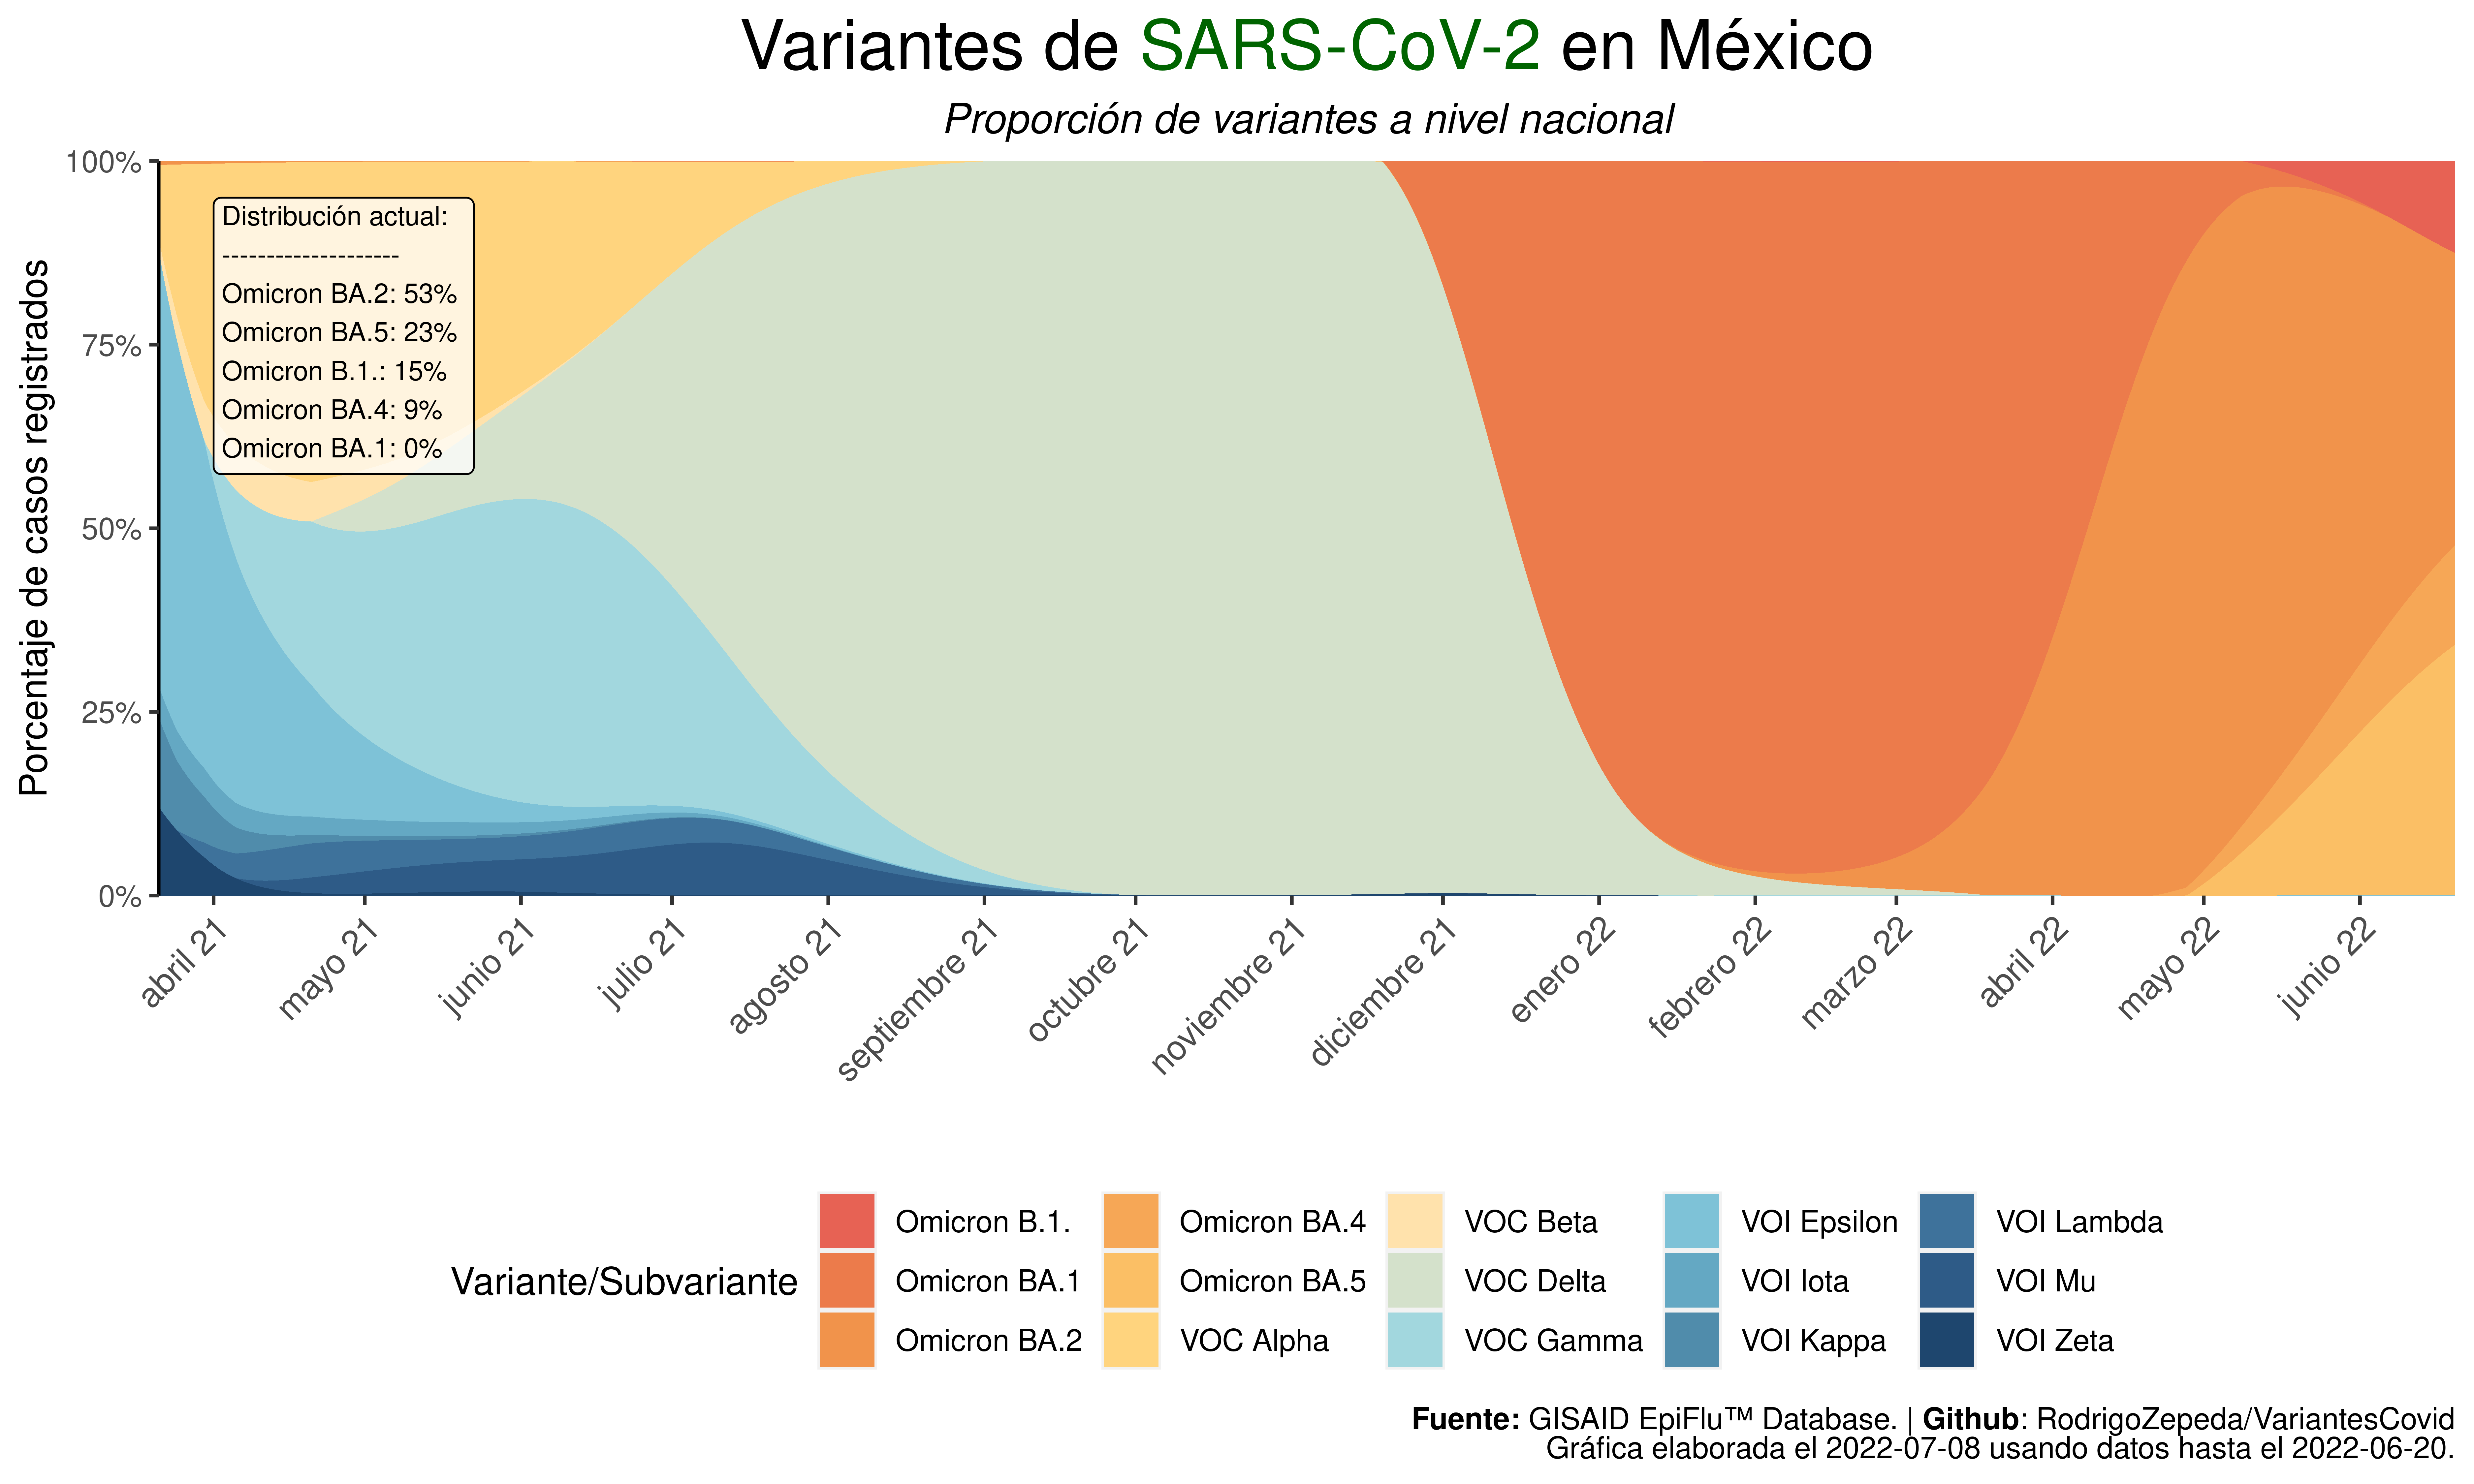 Variantes de SARS-CoV-2 en México
Proporción de variantes a nivel nacional
Porcentaje de casos registrados
100%
75%
50%
25%
0%
Distribución actual:
--------------------
Omicron BA.2: 53%
Omicron BA.5: 23%
Omicron B.1.: 15%
Omicron BA.4: 9%
Omicron BA.1: 0%
abril 21
mayo 21
junio 21
julio 21
agosto 21
septiembre 21
octubre 21
noviembre 21
diciembre 21
enero 22
febrero 22
marzo 22
abril 22
mayo 22
junio 22
Variante/Subvariante
Omicron B.1.
Omicron BA.1
Omicron BA.2
Omicron BA.4
Omicron BA.5
VOC Alpha
VOC Beta
VOC Delta
VOC Gamma
VOI Epsilon
VOI Iota
VOI Kappa
VOI Lambda
VOI Mu
VOI Zeta
Fuente: GISAID EpiFlu™ Database. | Github: RodrigoZepeda/VariantesCovid
Gráfica elaborada el 2022-07-08 usando datos hasta el 2022-06-20.